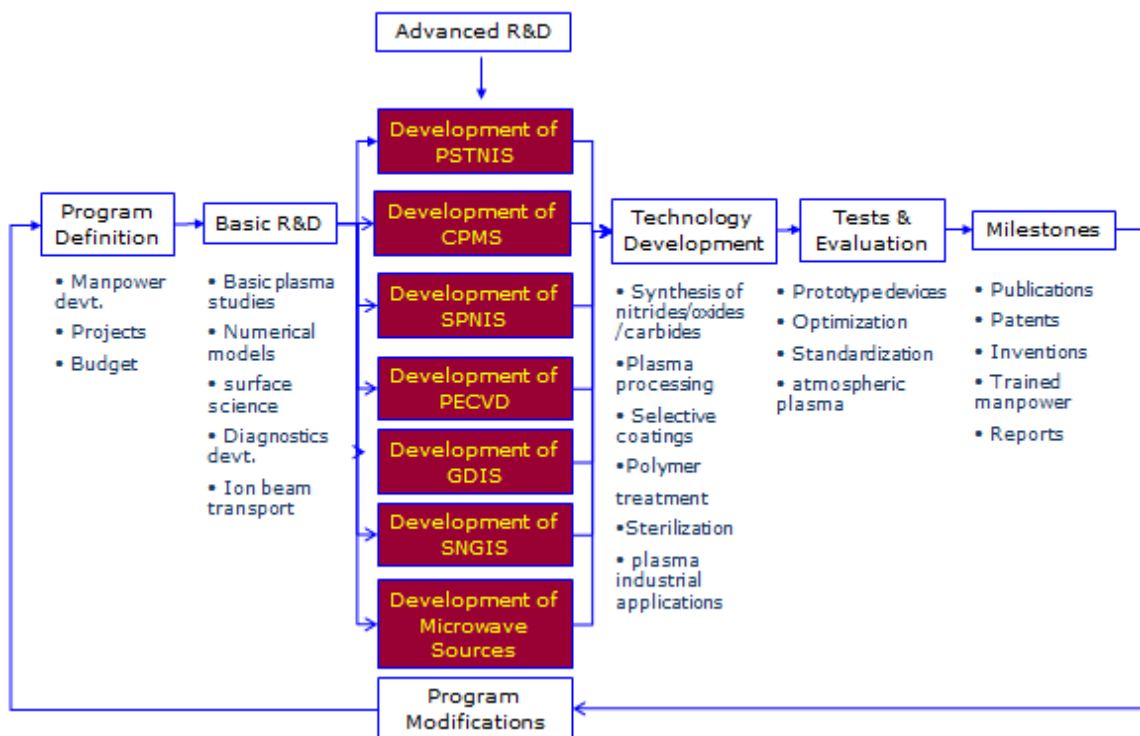 Advanced R&D
Development of
PSTNIS
Program
Definition
• Manpower
devt.
• Projects
• Budget
Basic R&D
• Basic plasma
studies
• Numerical
models
• surface
science
• Diagnostics
devt.
• Ion beam
transport
Development of
CPMS
Development of
SPNIS
Development of
PECVD
Development of
GDIS
Development of
SNGIS
Development of
Microwave
Sources
Technology
Development
• Synthesis of
nitrides/oxides
/carbides
•Plasma
processing
• Selective
coatings
•Polymer
treatment
•Sterilization
• plasma
industrial
applications
Tests &
Evaluation
•Prototype devices
• Optimization
• Standardization
• atmospheric
plasma
Milestones
• Publications
• Patents
• Inventions
• Trained
manpower
• Reports
Program
Modifications